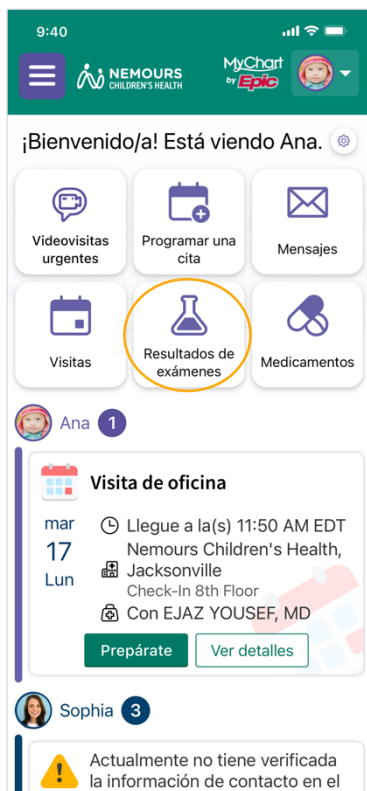 9:40
NEMOURS
CHILDREN'S HEALTH
MyChart
by Epic
¡Bienvenido/a! Está viendo Ana.
Videovisitas
urgentes
Programar una
cita
Mensajes
Visitas
Resultados de
exámenes
Medicamentos
Ana 1
Visita de oficina
mar
17
Lun
Llegue a la(s) 11:50 AM EDT
Nemours Children's Health,
Jacksonville
Check-In 8th Floor
Con EJAZ YOUSEF, MD
Prepárate
Ver detalles
Sophia 3
Actualmente no tiene verificada
la información de contacto en el